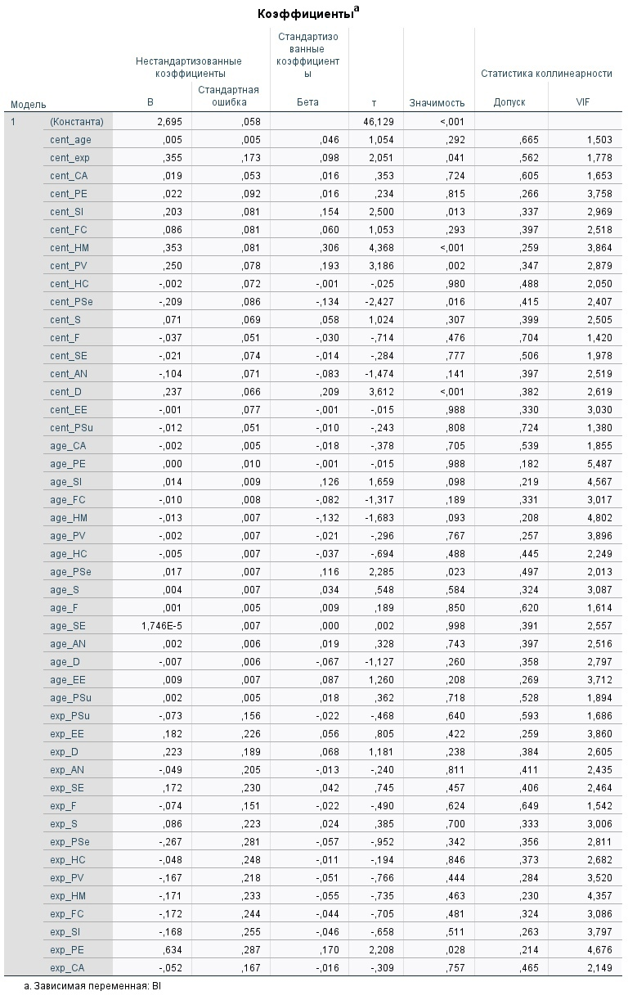 Коэффициентыa
Стандартизо
ванные
Нестандартизованные коэффициент
коэффициенты ы Статистика коллинеарности
Стандартная
Модель B ошибка Бета т Значимость Допуск VIF
1 (Константа) 2,695 ,058 46,129 <,001
cent_age ,005 ,005 ,046 1,054 ,292 ,665 1,503
cent_exp ,355 ,173 ,098 2,051 ,041 ,562 1,778
cent_CA ,019 ,053 ,016 ,353 ,724 ,605 1,653
cent_PE ,022 ,092 ,016 ,234 ,815 ,266 3,758
cent_SI ,203 ,081 ,154 2,500 ,013 ,337 2,969
cent_FC ,086 ,081 ,060 1,053 ,293 ,397 2,518
cent_HM ,353 ,081 ,306 4,368 <,001 ,259 3,864
cent_PV ,250 ,078 ,193 3,186 ,002 ,347 2,879
cent_HC -,002 ,072 -,001 -,025 ,980 ,488 2,050
cent_PSe -,209 ,086 -,134 -2,427 ,016 ,415 2,407
cent_S ,071 ,069 ,058 1,024 ,307 ,399 2,505
cent_F -,037 ,051 -,030 -,714 ,476 ,704 1,420
cent_SE -,021 ,074 -,014 -,284 ,777 ,506 1,978
cent_AN -,104 ,071 -,083 -1,474 ,141 ,397 2,519
cent_D ,237 ,066 ,209 3,612 <,001 ,382 2,619
cent_EE -,001 ,077 -,001 -,015 ,988 ,330 3,030
cent_PSu -,012 ,051 -,010 -,243 ,808 ,724 1,380
age_CA -,002 ,005 -,018 -,378 ,705 ,539 1,855
age_PE ,000 ,010 -,001 -,015 ,988 ,182 5,487
age_SI ,014 ,009 ,126 1,659 ,098 ,219 4,567
age_FC -,010 ,008 -,082 -1,317 ,189 ,331 3,017
age_HM -,013 ,007 -,132 -1,683 ,093 ,208 4,802
age_PV -,002 ,007 -,021 -,296 ,767 ,257 3,896
age_HC -,005 ,007 -,037 -,694 ,488 ,445 2,249
age_PSe ,017 ,007 ,116 2,285 ,023 ,497 2,013
age_S ,004 ,007 ,034 ,548 ,584 ,324 3,087
age_F ,001 ,005 ,009 ,189 ,850 ,620 1,614
age_SE 1,746E-5 ,007 ,000 ,002 ,998 ,391 2,557
age_AN ,002 ,006 ,019 ,328 ,743 ,397 2,516
age_D -,007 ,006 -,067 -1,127 ,260 ,358 2,797
age_EE ,009 ,007 ,087 1,260 ,208 ,269 3,712
age_PSu ,002 ,005 ,018 ,362 ,718 ,528 1,894
exp_PSu -,073 ,156 -,022 -,468 ,640 ,593 1,686
exp_EE ,182 ,226 ,056 ,805 ,422 ,259 3,860
exp_D ,223 ,189 ,068 1,181 ,238 ,384 2,605
exp_AN -,049 ,205 -,013 -,240 ,811 ,411 2,435
exp_SE ,172 ,230 ,042 ,745 ,457 ,406 2,464
exp_F -,074 ,151 -,022 -,490 ,624 ,649 1,542
exp_S ,086 ,223 ,024 ,385 ,700 ,333 3,006
exp_PSe -,267 ,281 -,057 -,952 ,342 ,356 2,811
exp_HC -,048 ,248 -,011 -,194 ,846 ,373 2,682
exp_PV -,167 ,218 -,051 -,766 ,444 ,284 3,520
exp_HM -,171 ,233 -,055 -,735 ,463 ,230 4,357
exp_FC -,172 ,244 -,044 -,705 ,481 ,324 3,086
exp_SI -,168 ,255 -,046 -,658 ,511 ,263 3,797
exp_PE ,634 ,287 ,170 2,208 ,028 ,214 4,676
exp_CA -,052 ,167 -,016 -,309 ,757 ,465 2,149
a. Зависимая переменная: BI